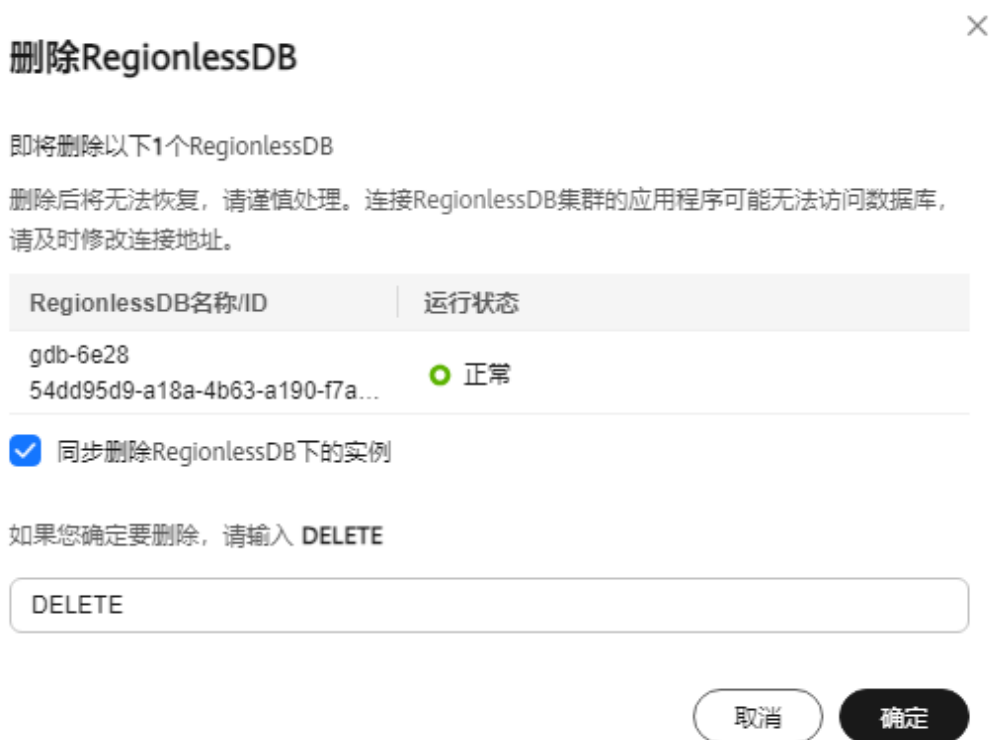 删除RegionlessDB
即将删除以下1个RegionlessDB
删除后将无法恢复，请谨慎处理。连接RegionlessDB集群的应用程序可能无法访问数据库，
请及时修改连接地址。
RegionlessDB名称/ID 运行状态
gdb-6e28
54dd95d9-a18a-4b63-a190-f7a... 正常
同步删除RegionlessDB下的实例
如果您确定要删除，请输入 DELETE
DELETE
取消 确定